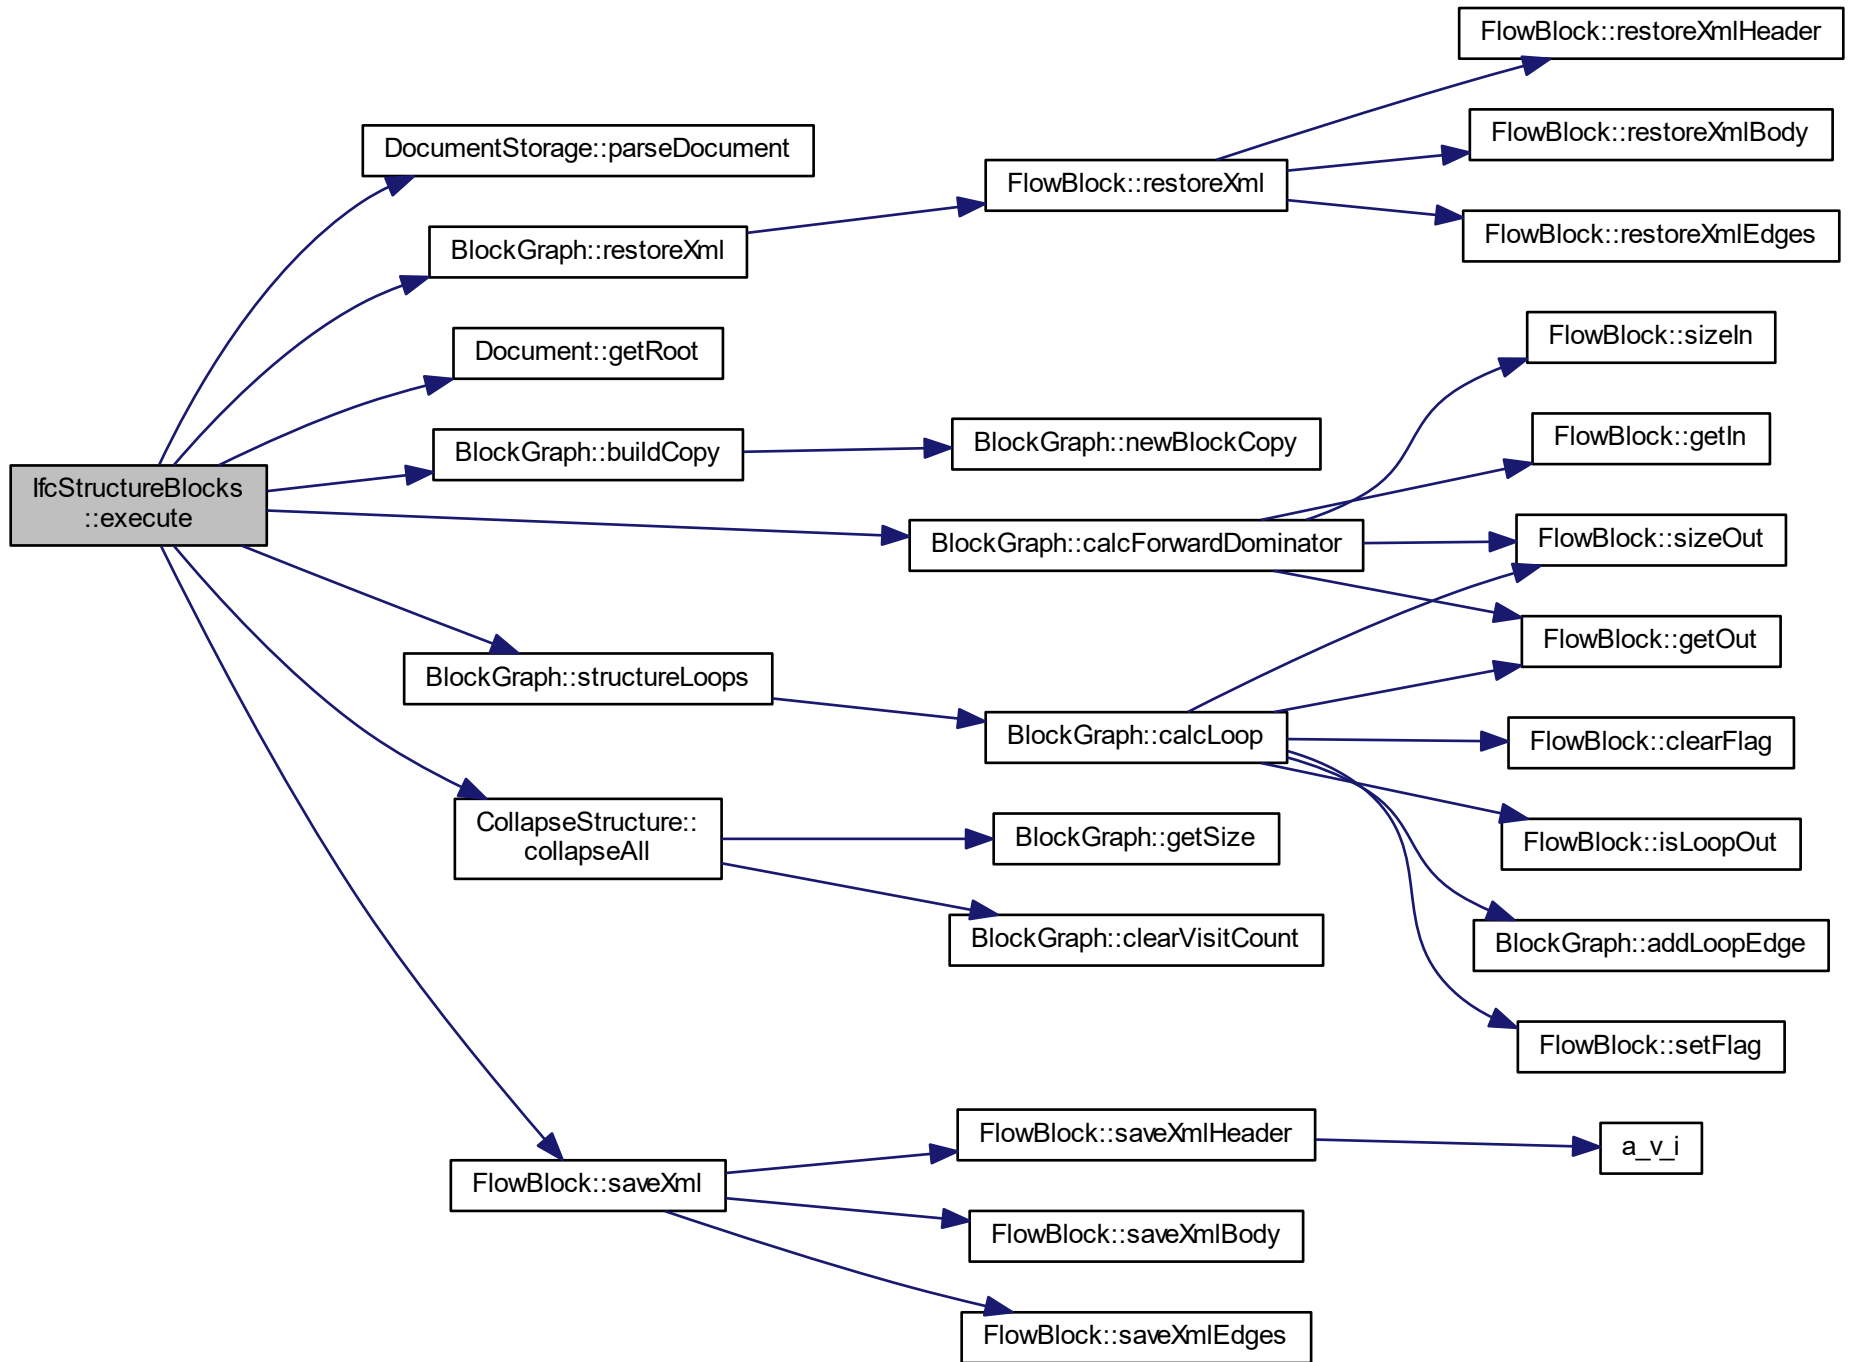 FlowBlock::restoreXmlHeader
DocumentStorage::parseDocument
FlowBlock::restoreXmlBody
FlowBlock::restoreXml
BlockGraph::restoreXml
FlowBlock::restoreXmlEdges
Document::getRoot
FlowBlock::sizeIn
BlockGraph::buildCopy
BlockGraph::newBlockCopy
FlowBlock::getIn
IfcStructureBlocks
::execute
BlockGraph::calcForwardDominator
FlowBlock::sizeOut
BlockGraph::structureLoops
FlowBlock::getOut
BlockGraph::calcLoop
FlowBlock::clearFlag
CollapseStructure::
collapseAll
BlockGraph::getSize
FlowBlock::isLoopOut
BlockGraph::clearVisitCount
BlockGraph::addLoopEdge
FlowBlock::setFlag
FlowBlock::saveXmlHeader
a_v_i
FlowBlock::saveXml
FlowBlock::saveXmlBody
FlowBlock::saveXmlEdges